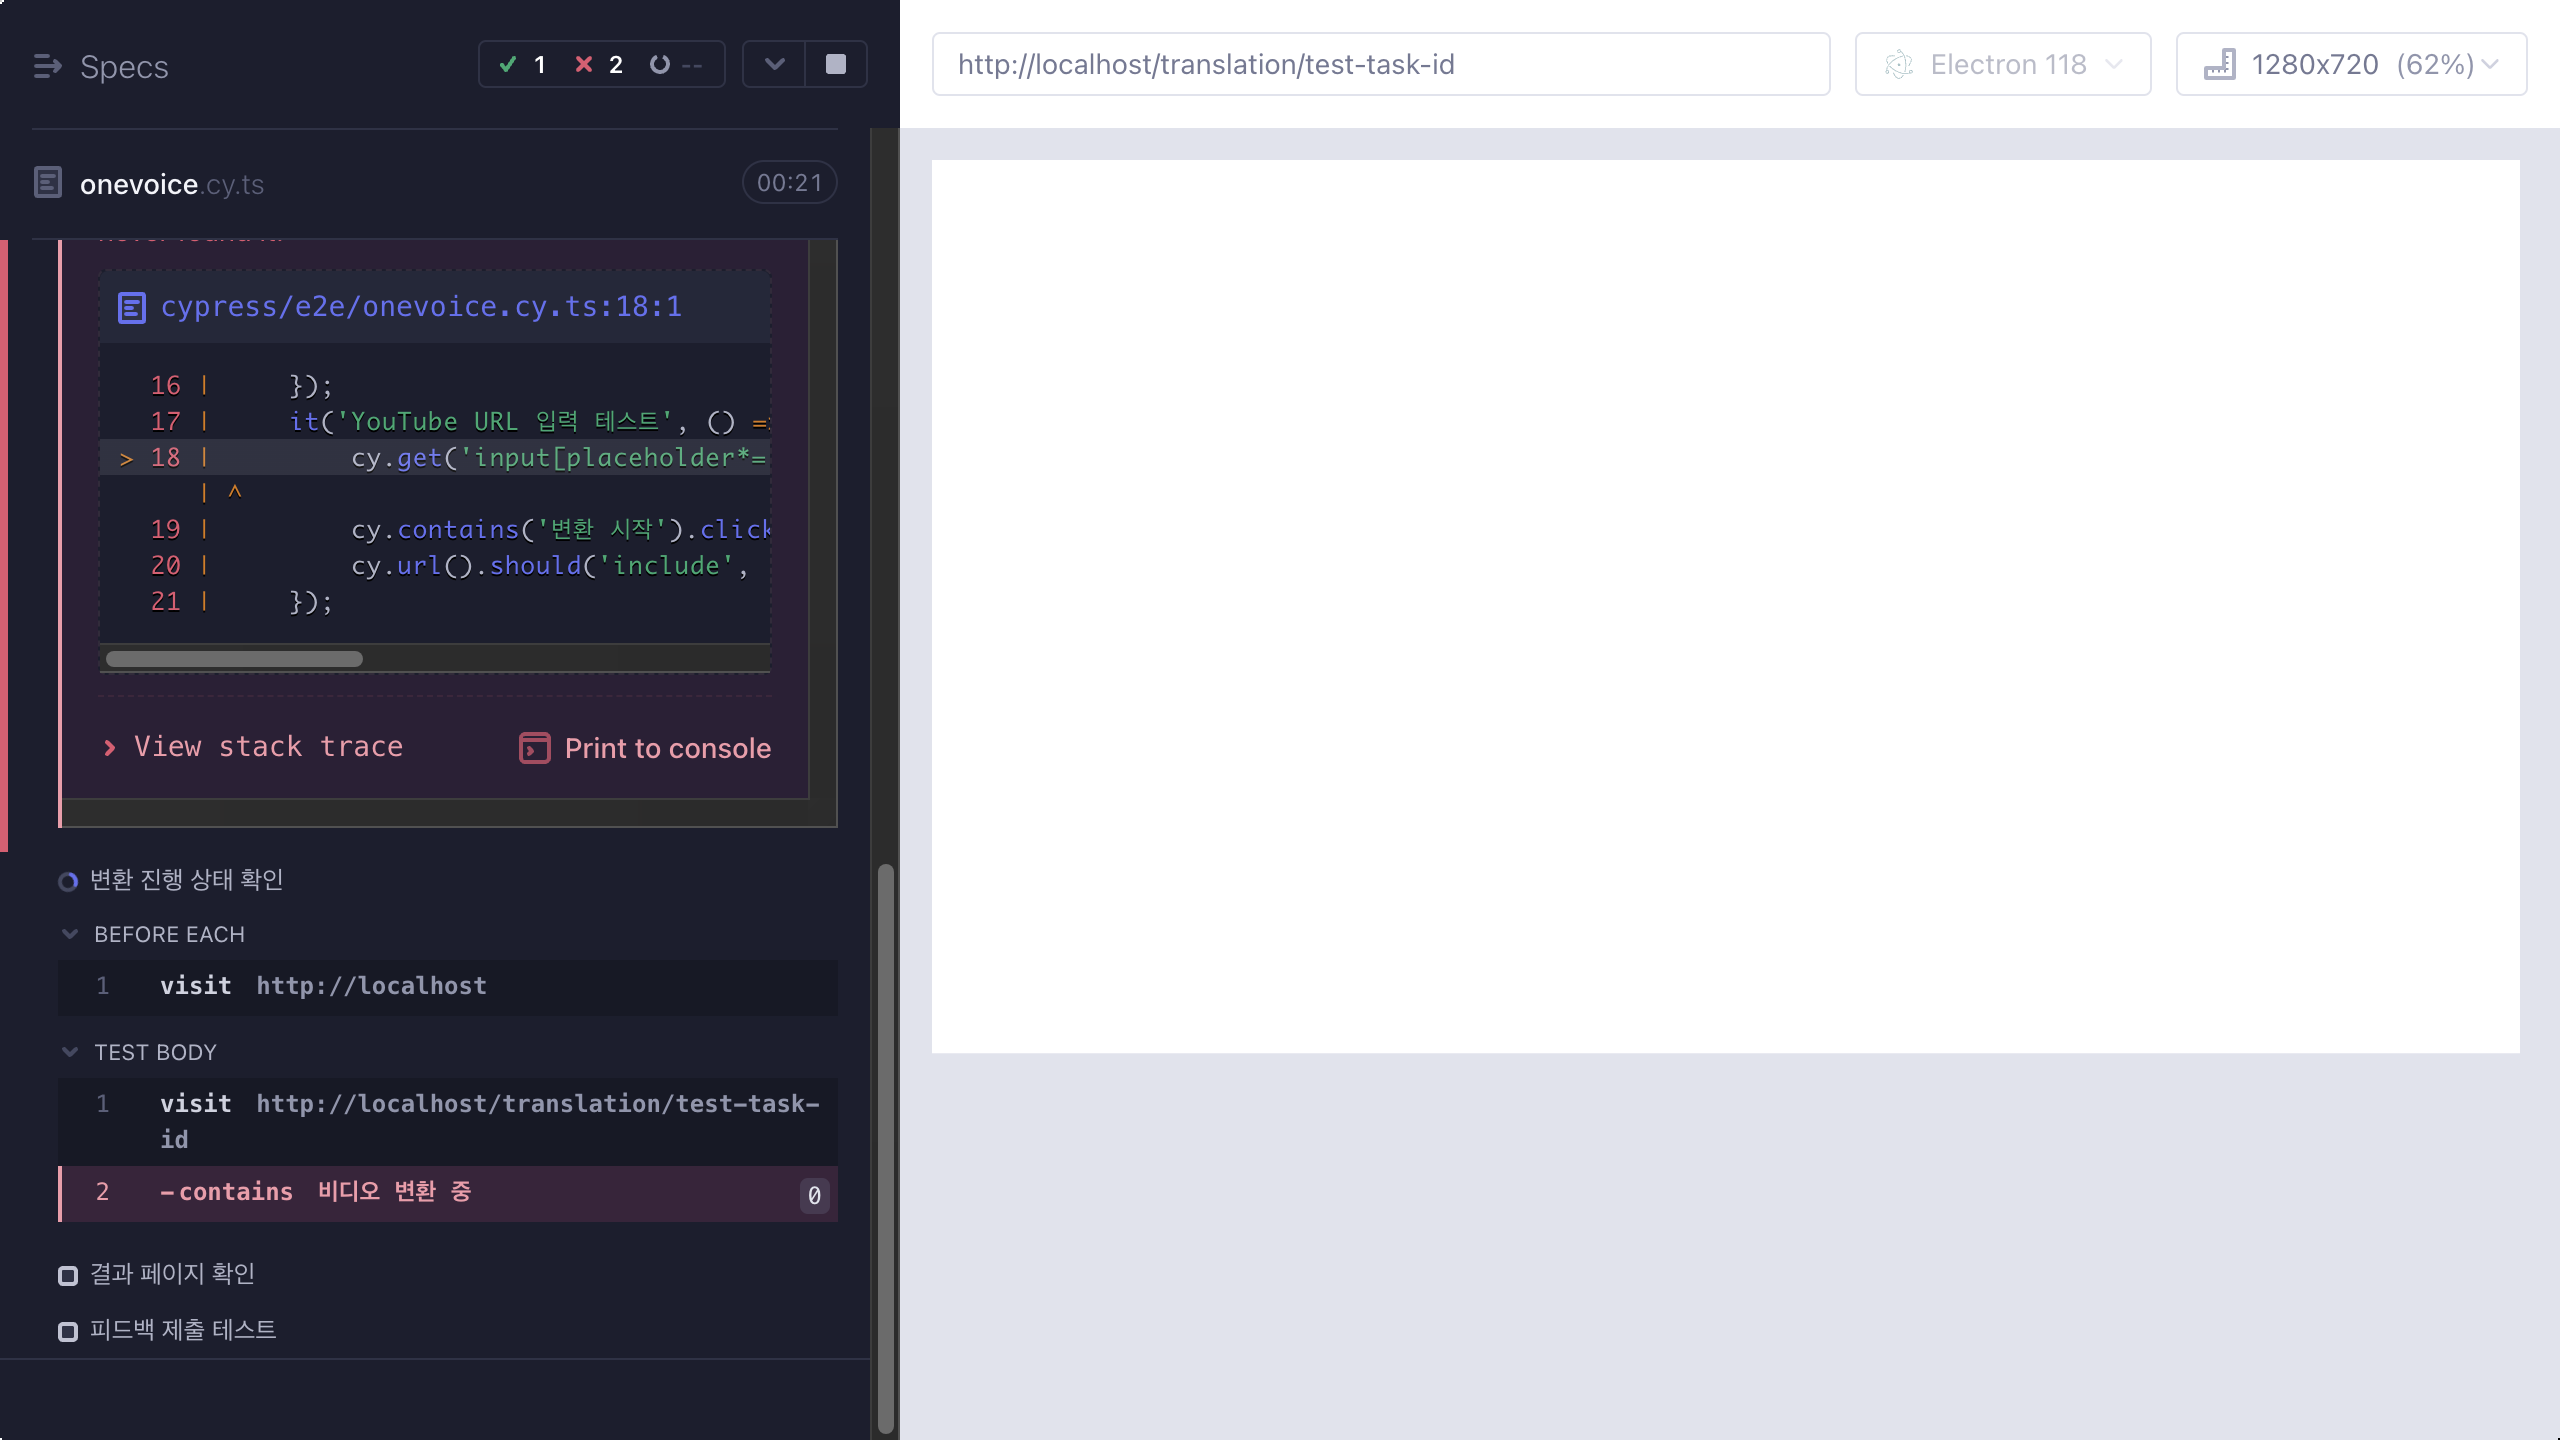 Specs
1 2 --
http://localhost/translation/test-task-id
Electron 118
1280x720 (62%)
onevoice.cy.ts
00:21
cypress/e2e/onevoice.cy.ts:18:1
16 | });
17 | it('YouTube URL 입력 테스트', () =
> 18 | cy.get('input[placeholder*=
| ^
19 | cy.contains('변환 시작').click
20 | cy.url().should('include',
21 | });
View stack trace
Print to console
변환 진행 상태 확인
BEFORE EACH
1 visit http://localhost
TEST BODY
1 visit http://localhost/translation/test-task-
id
2 -contains 비디오 변환 중 0
결과 페이지 확인
피드백 제출 테스트